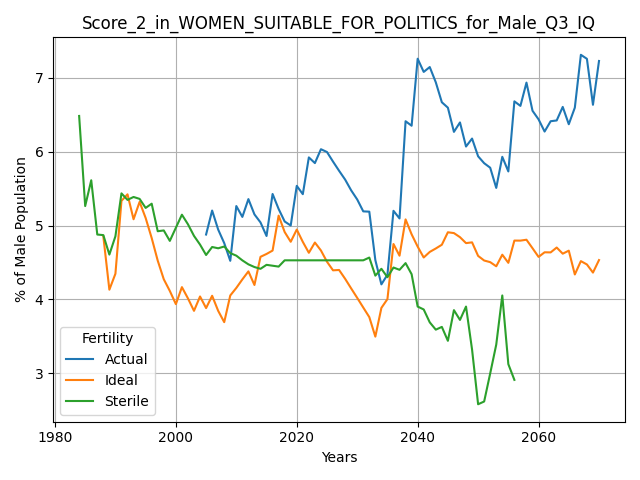 Score_2_in_WOMEN_SUITABLE_FOR_POLITICS_for_Male_Q3_IQ
% of Male Population
7
6
5
4
3
Fertility
Actual
Ideal
Sterile
1980 2000 2020 2040 2060
Years